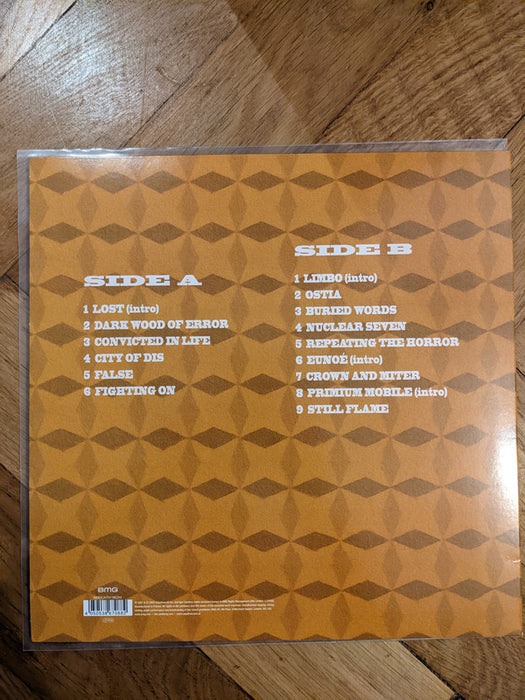 SIDE A
1 LOST (intro)
2 DARK WOOD OF ERROR
3 CONVICTED IN LIFE
4 CITY OF DIS
5 FALSE
6 FIGHTING ON
SIDE B
1 LIMBO (intro)
2 OSTIA
3 BURIED WORDS
4 NUCLEAR SEVEN
5 REPEATING THE HORROR
6 EUNOÉ (intro)
7 CROWN AND MITER
8 PRIMIUM MOBILE (intro)
9 STILL FLAME
BMG